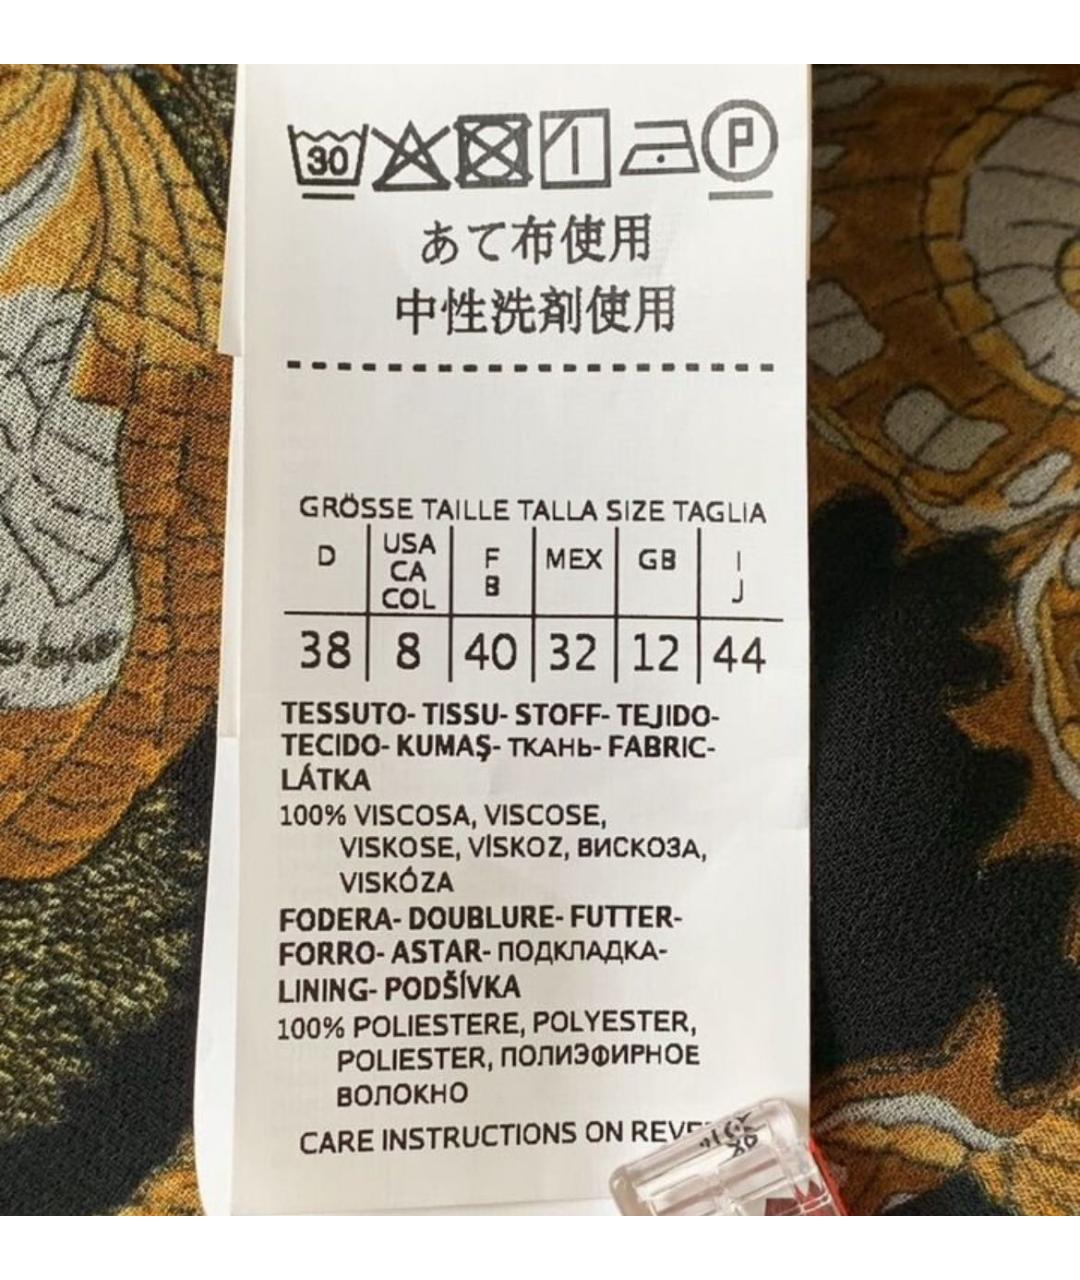 30 P
あて布使用
中性洗剤使用
GRÖSSE TAILLE TALLA SIZE TAGLIA
D USA CA COL F B MEX GB I J
38 8 40 32 12 44
TESSUTO- TISSU- STOFF- TEJIDO-
TECIDO- KUMAŞ- ТКАНЬ- FABRIC-
LÁTKA
100% VISCOSA, VISCOSE,
VISKOSE, VİSKOZ, ВИСКОЗА,
VISKÓZA
FODERA- DOUBLURE- FUTTER-
FORRO- ASTAR- ПОДКЛАДКА-
LINING- PODŠÍVKA
100% POLIESTERE, POLYESTER,
POLIESTER, ПОЛИЭФИРНОЕ
ВОЛОКНО
CARE INSTRUCTIONS ON